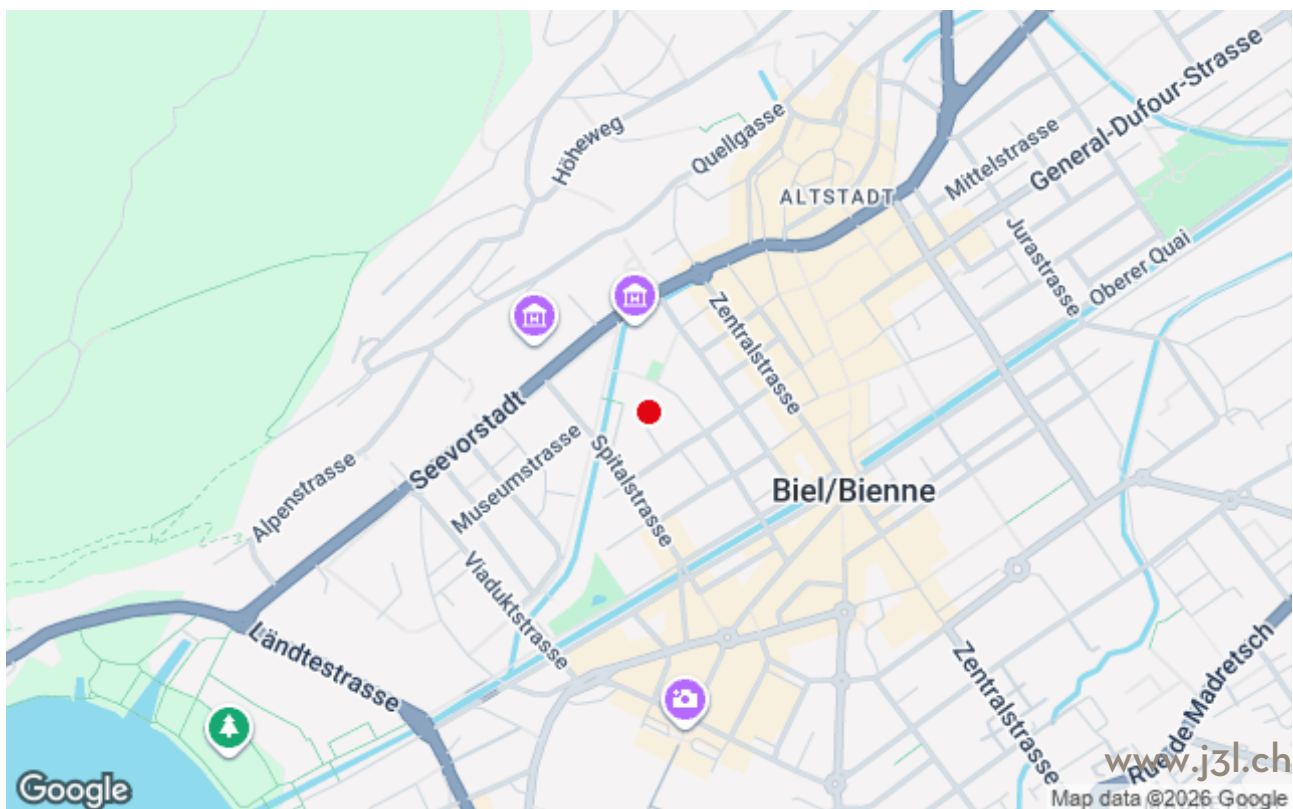 General-Dufour-Strasse
Höheweg
Quellgasse
Mittelstrasse
ALTSTADT
Jurastrasse
Oberer Quai
Zentralstrasse
Seevorstadt
Museumstrasse
Spitalstrasse
Alpenstrasse
Biel/Bienne
Viaduktstrasse
Ländtestrasse
Zentralstrasse
Rue de Madretsch
www.j3l.ch
Google
Map data ©2026 Google